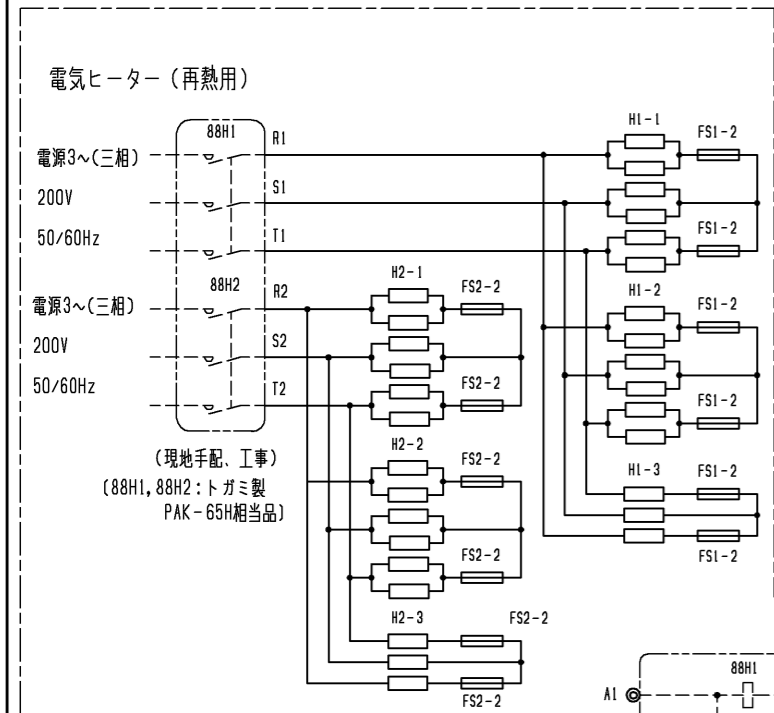 電気ヒーター(再熱用)
88H1
R1
H1-1
FS1-2
電源3~(三相)
200V
S1
50/60Hz
T1
FS1-2
88H2
R2
H2-1
FS2-2
H1-2
FS1-2
電源3~(三相)
200V
S2
50/60Hz
T2
FS2-2
FS1-2
(現地手配、工事)
(88H1,88H2:トガミ製
PAK-65H相当品)
H2-2
FS2-2
H1-3
FS1-2
FS2-2
FS1-2
H2-3
FS2-2
FS2-2
88H1
A1